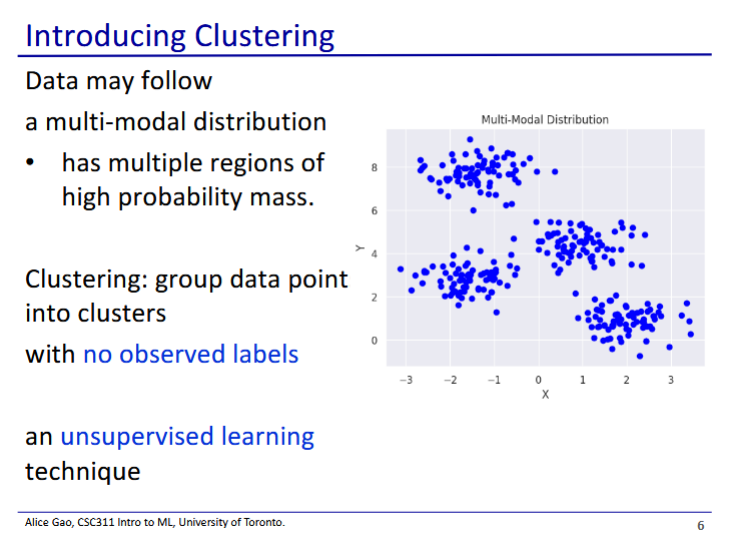 Introducing Clustering
Data may follow
a multi-modal distribution
• has multiple regions of
high probability mass.
Clustering: group data point
into clusters
with no observed labels
an unsupervised learning
technique
Multi-Modal Distribution
8
6
4
2
0
Y
−3 −2 −1 0 1 2 3
X
Alice Gao, CSC311 Intro to ML, University of Toronto.
6